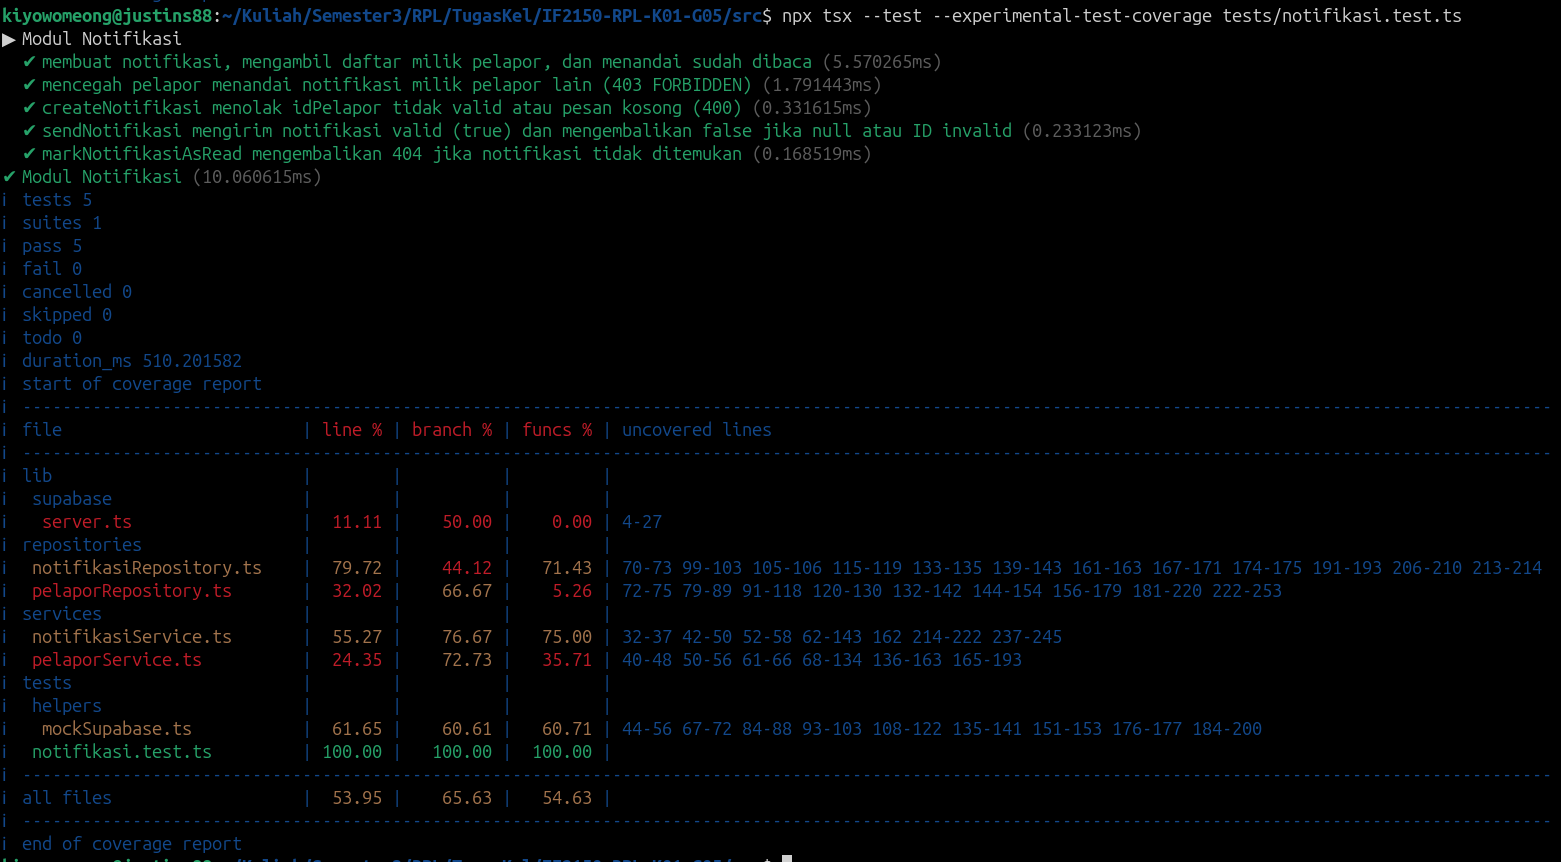 kiyowomeong@justins88:~/Kuliah/Semester3/RPL/TugasKel/IF2150-RPL-K01-G05/src$ npx tsx --test --experimental-test-coverage tests/notifikasi.test.ts
▶ Modul Notifikasi
✔ membuat notifikasi, mengambil daftar milik pelapor, dan menandai sudah dibaca (5.570265ms)
✔ mencegah pelapor menandai notifikasi milik pelapor lain (403 FORBIDDEN) (1.791443ms)
✔ createNotifikasi menolak idPelapor tidak valid atau pesan kosong (400) (0.331615ms)
✔ sendNotifikasi mengirim notifikasi valid (true) dan mengembalikan false jika null atau ID invalid (0.233123ms)
✔ markNotifikasiAsRead mengembalikan 404 jika notifikasi tidak ditemukan (0.168519ms)
✔ Modul Notifikasi (10.060615ms)
ℹ tests 5
ℹ suites 1
ℹ pass 5
ℹ fail 0
ℹ cancelled 0
ℹ skipped 0
ℹ todo 0
ℹ duration_ms 510.201582
ℹ start of coverage report
ℹ ---------------------------------------------------------------------------------------------------------------------------------------------------------
ℹ file | line % | branch % | funcs % | uncovered lines
ℹ ---------------------------------------------------------------------------------------------------------------------------------------------------------
ℹ lib | | | |
ℹ supabase | | | |
ℹ server.ts | 11.11 | 50.00 | 0.00 | 4-27
ℹ repositories | | | |
ℹ notifikasiRepository.ts | 79.72 | 44.12 | 71.43 | 70-73 99-103 105-106 115-119 133-135 139-143 161-163 167-171 174-175 191-193 206-210 213-214
ℹ pelaporRepository.ts | 32.02 | 66.67 | 5.26 | 72-75 79-89 91-118 120-130 132-142 144-154 156-179 181-220 222-253
ℹ services | | | |
ℹ notifikasiService.ts | 55.27 | 76.67 | 75.00 | 32-37 42-50 52-58 62-143 162 214-222 237-245
ℹ pelaporService.ts | 24.35 | 72.73 | 35.71 | 40-48 50-56 61-66 68-134 136-163 165-193
ℹ tests | | | |
ℹ helpers | | | |
ℹ mockSupabase.ts | 61.65 | 60.61 | 60.71 | 44-56 67-72 84-88 93-103 108-122 135-141 151-153 176-177 184-200
ℹ notifikasi.test.ts | 100.00 | 100.00 | 100.00 |
ℹ ---------------------------------------------------------------------------------------------------------------------------------------------------------
ℹ all files | 53.95 | 65.63 | 54.63 |
ℹ ---------------------------------------------------------------------------------------------------------------------------------------------------------
ℹ end of coverage report